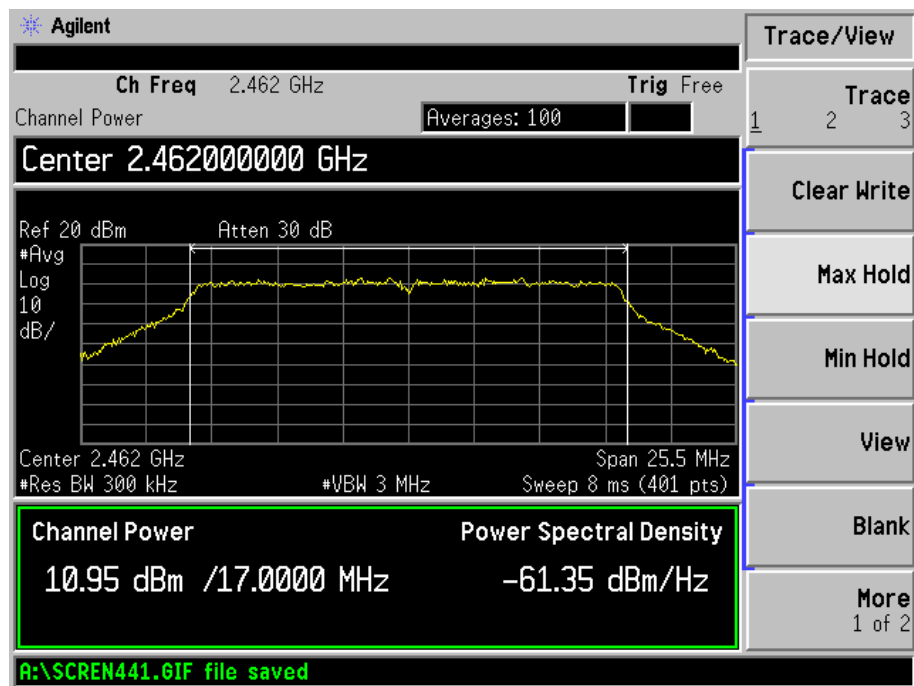 Agilent
Trace/View
Ch Freq 2.462 GHz Trig Free
Channel Power Averages: 100
Center 2.462000000 GHz
Ref 20 dBm Atten 30 dB
#Avg
Log
10
dB/
Center 2.462 GHz Span 25.5 MHz
#Res BW 300 kHz #VBW 3 MHz Sweep 8 ms (401 pts)
Channel Power Power Spectral Density
10.95 dBm /17.0000 MHz -61.35 dBm/Hz
A:\SCREN441.GIF file saved
Trace
1 2 3
Clear Write
Max Hold
Min Hold
View
Blank
More
1 of 2